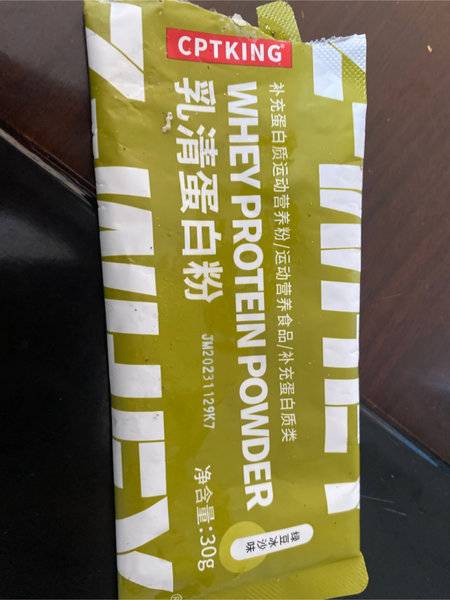 CPTKING®
补充蛋白质运动营养粉/运动营养食品/补充蛋白质类
WHEY PROTEIN POWDER
乳清蛋白粉
JM20231129K7
净含量:30g
绿豆冰沙味